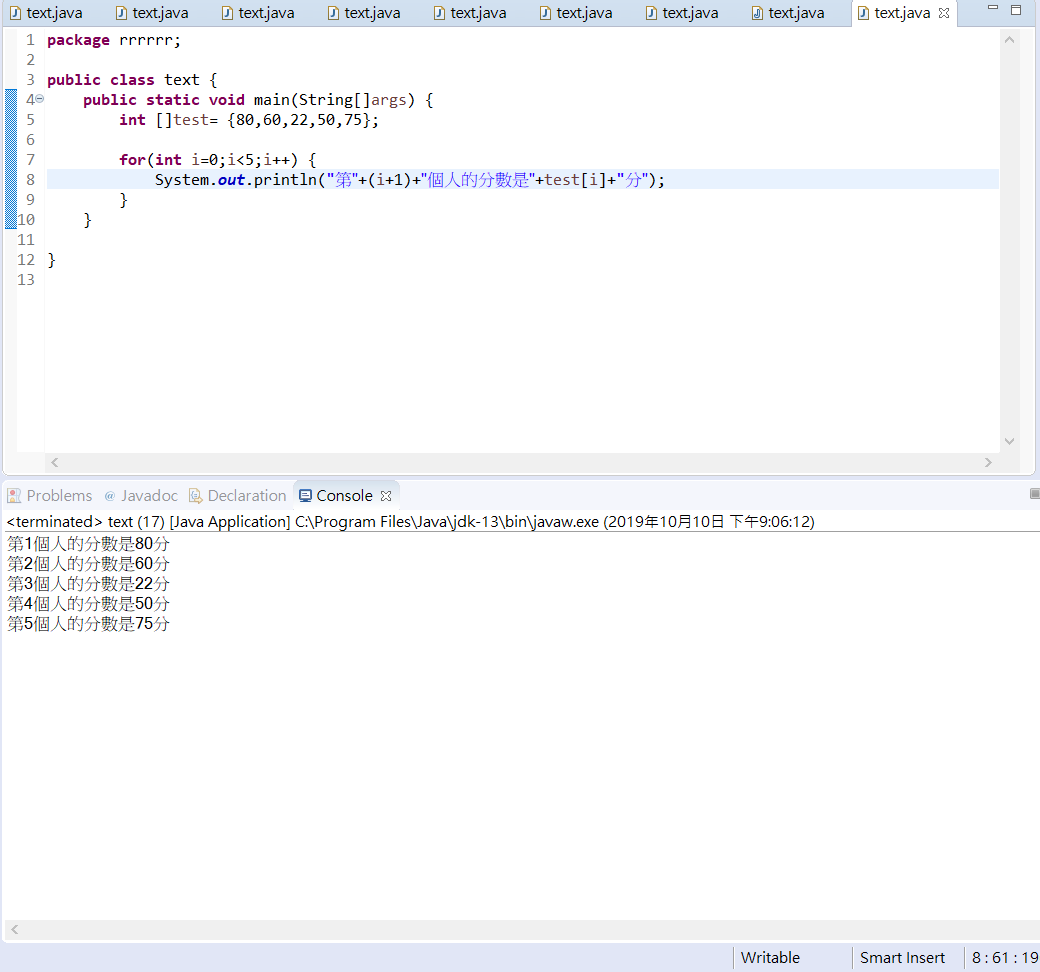 text.java text.java text.java text.java text.java text.java text.java text.java text.java
1 package rrrrrr;
2
3 public class text {
4 public static void main(String[]args) {
5 int []test= {80,60,22,50,75};
6
7 for(int i=0;i<5;i++) {
8 System.out.println("第"+(i+1)+"個人的分數是"+test[i]+"分");
9 }
10 }
11
12 }
13
Problems @ Javadoc Declaration Console
<terminated> text (17) [Java Application] C:\Program Files\Java\jdk-13\bin\javaw.exe (2019年10月10日 下午9:06:12)
第1個人的分數是80分
第2個人的分數是60分
第3個人的分數是22分
第4個人的分數是50分
第5個人的分數是75分
Writable Smart Insert 8 : 61 : 19